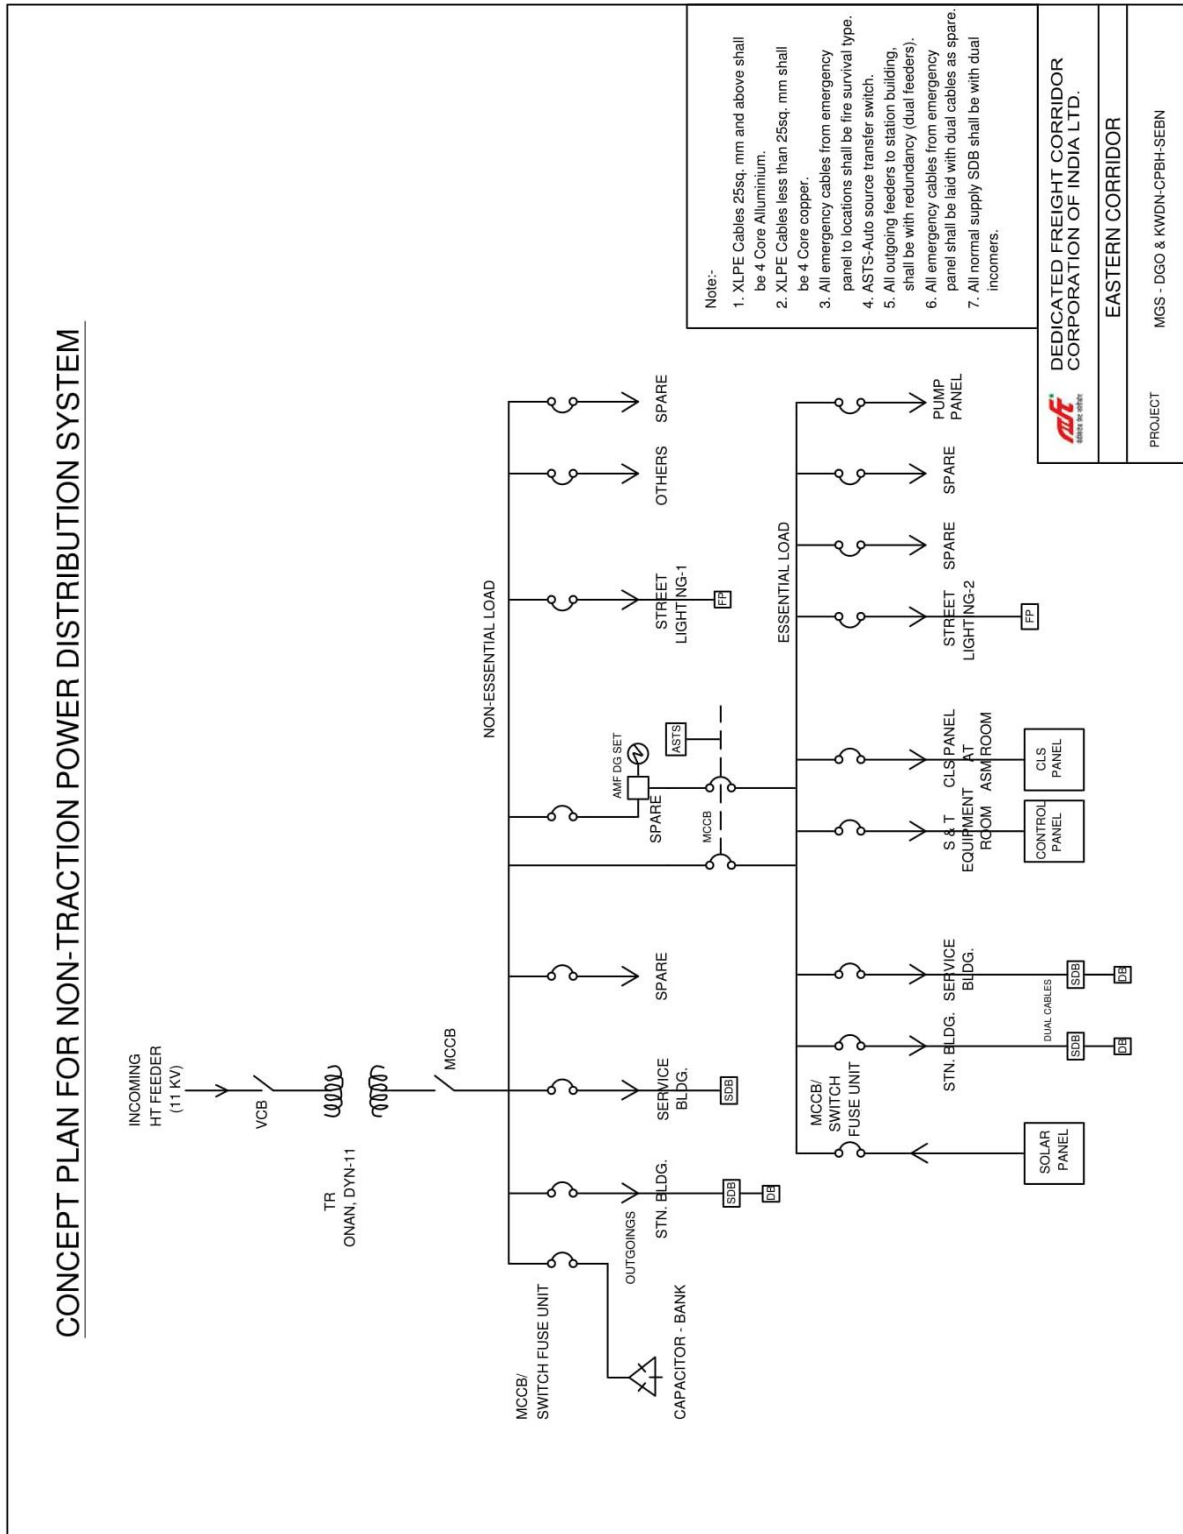 CONCEPT PLAN FOR NON-TRACTION POWER DISTRIBUTION SYSTEM
INCOMING
HT FEEDER
(11 KV)
VCB
TR
ONAN, DYN-11
MCCB
NON-ESSENTIAL LOAD
MCCB/
SWITCH FUSE UNIT
CAPACITOR - BANK
OUTGOINGS
STN. BLDG.
SDB
DB
SERVICE
BLDG.
SDB
SPARE
AMF DG SET
SPARE
ASTS
MCCB
STREET
LIGHTING-1
FP
OTHERS
SPARE
ESSENTIAL LOAD
MCCB/
SWITCH
FUSE UNIT
SOLAR
PANEL
STN. BLDG.
SDB
DB
DUAL CABLES
SERVICE
BLDG.
SDB
DB
S & T
EQUIPMENT
ROOM
CONTROL
PANEL
CLS PANEL
AT
ASM ROOM
CLS
PANEL
STREET
LIGHTING-2
FP
SPARE
SPARE
PUMP
PANEL
Note:-
1. XLPE Cables 25sq. mm and above shall
be 4 Core Alluminium.
2. XLPE Cables less than 25sq. mm shall
be 4 Core copper.
3. All emergency cables from emergency
panel to locations shall be fire survival type.
4. ASTS-Auto source transfer switch.
5. All outgoing feeders to station building,
shall be with redundancy (dual feeders).
6. All emergency cables from emergency
panel shall be laid with dual cables as spare.
7. All normal supply SDB shall be with dual
incomers.
DEDICATED FREIGHT CORRIDOR
CORPORATION OF INDIA LTD.
EASTERN CORRIDOR
PROJECT
MGS - DGO & KWDN-CPBH-SEBN